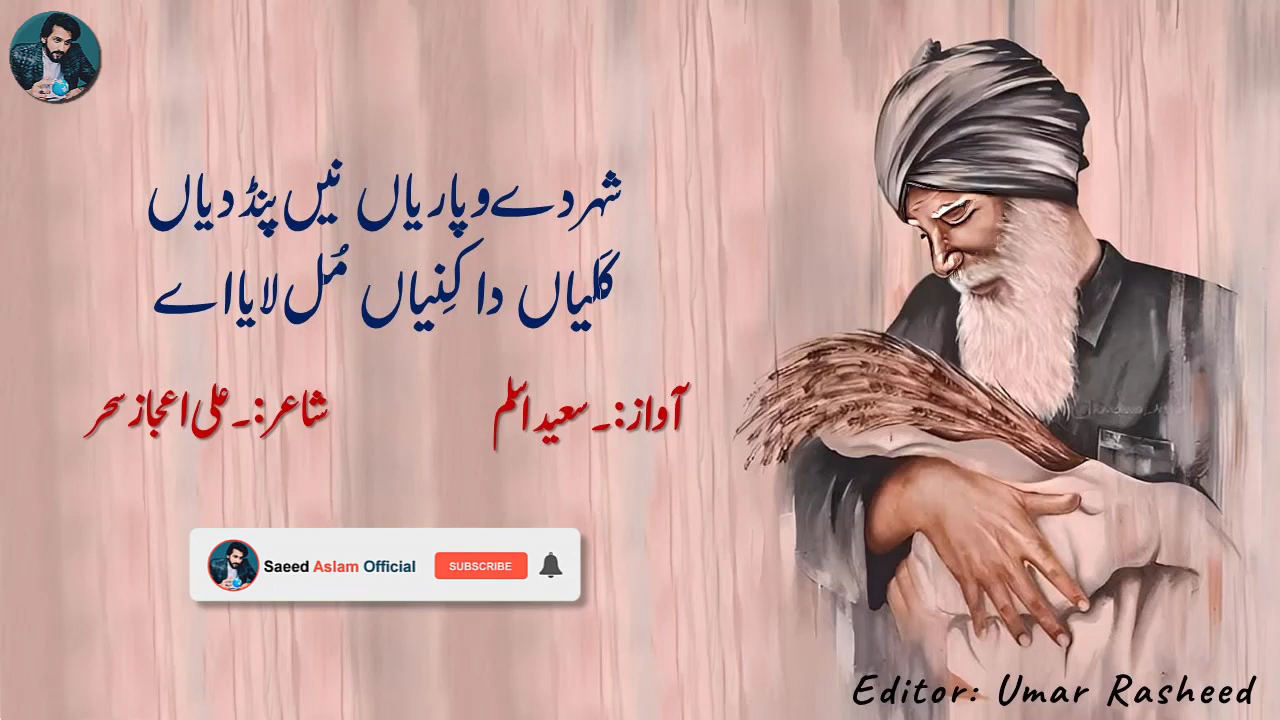 شہر دے وپاریاں نیں پنڈ دیاں
کَلیاں دا کِنیاں مُل لایا اے
آواز:۔ سعید اسلم
شاعر:۔ علی اعجاز سحر
Saeed Aslam Official
SUBSCRIBE
Editor: Umar Rasheed